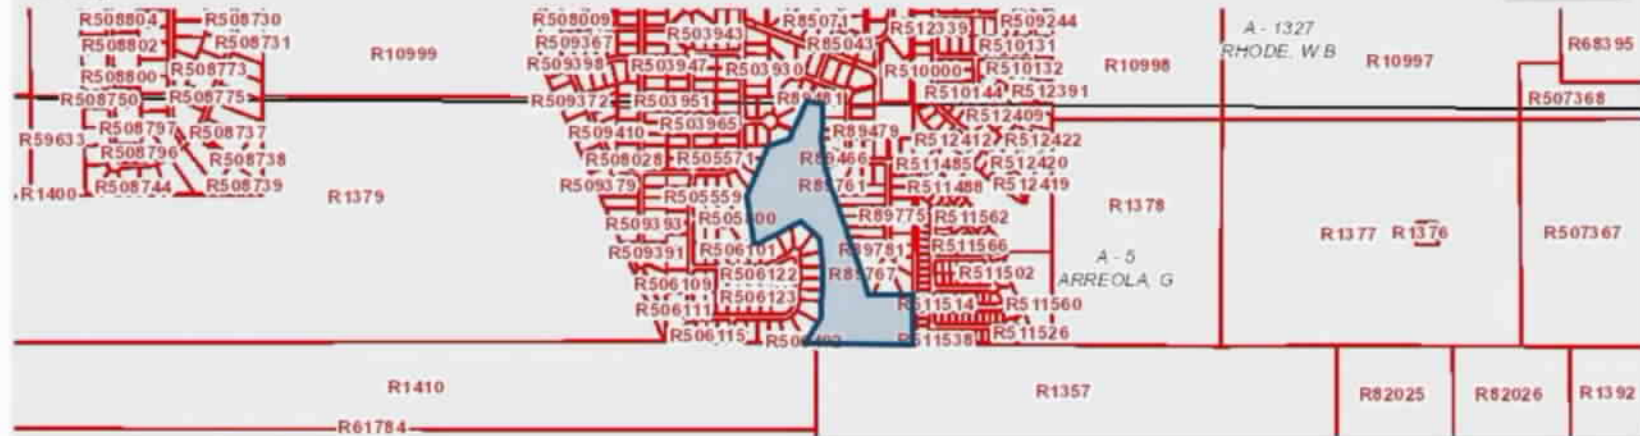 R508804 R508730 R508009 R85071 R512339 R509244
A - 1327
R508802 R508731 R10999 R509367 R503943 R85043 R510131 RHODE, W B R68395
R508800 R508773 R509398 R503947 R503930 R510000 R510132 R10998 R10997
R508750 R508775 R509372 R503951 R510144 R512391 R507368
R59633 R508797 R508737 R509410 R503965 R89479 R512409 R512412 R512422
R508796 R508738 R508028 R505571 R89466 R511485 R512420
R1400 R508744 R508739 R1379 R509379 R505559 R511488 R512419
R509393 R89775 R511562 R1378
R509391 R506101 R511566 R1377 R1376 R507367
A - 5
R506109 R506122 R511502 ARREOLA, G
R506111 R506123 R511514 R511560
R506115 R511538 R511526
R1410 R1357 R82025 R82026 R1392
R61784